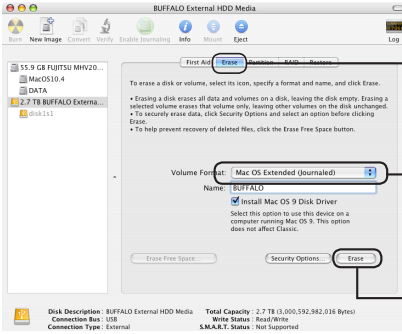 BUFFALO External HDD Media
Burn New Image Convert Verify Enable Journaling Info Mount Eject Log
First Aid Erase Partition RAID Restore
55.9 GB FUJITSU MHV20...
MacOS10.4
DATA
2.7 TB BUFFALO Externa...
disk1s1
To erase a disk or volume, select its icon, specify a format and name, and click Erase.
• Erasing a disk erases all data and volumes on a disk, leaving the disk empty. Erasing a
selected volume erases that volume only, leaving other volumes on the disk unchanged.
• To securely erase data, click Security Options and select an option before clicking
Erase.
• To help prevent recovery of deleted files, click the Erase Free Space button.
Volume Format: Mac OS Extended (Journaled)
Name: BUFFALO
Install Mac OS 9 Disk Driver
Select this option to use this device on a
computer running Mac OS 9. This option
does not affect Classic.
Erase Free Space... Security Options... Erase
Disk Description : BUFFALO External HDD Media Total Capacity : 2.7 TB (3,000,592,982,016 Bytes)
Connection Bus : USB Write Status : Read/Write
Connection Type : External S.M.A.R.T. Status : Not Supported